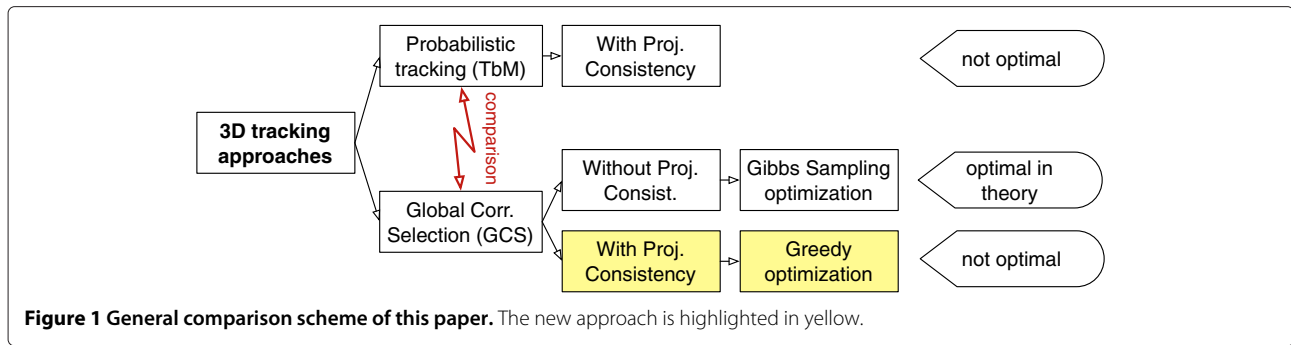 Probabilistic
tracking (TbM)
With Proj.
Consistency
not optimal
3D tracking
approaches
comparison
Without Proj.
Consist.
Gibbs Sampling
optimization
optimal in
theory
Global Corr.
Selection (GCS)
With Proj.
Consistency
Greedy
optimization
not optimal
Figure 1 General comparison scheme of this paper. The new approach is highlighted in yellow.